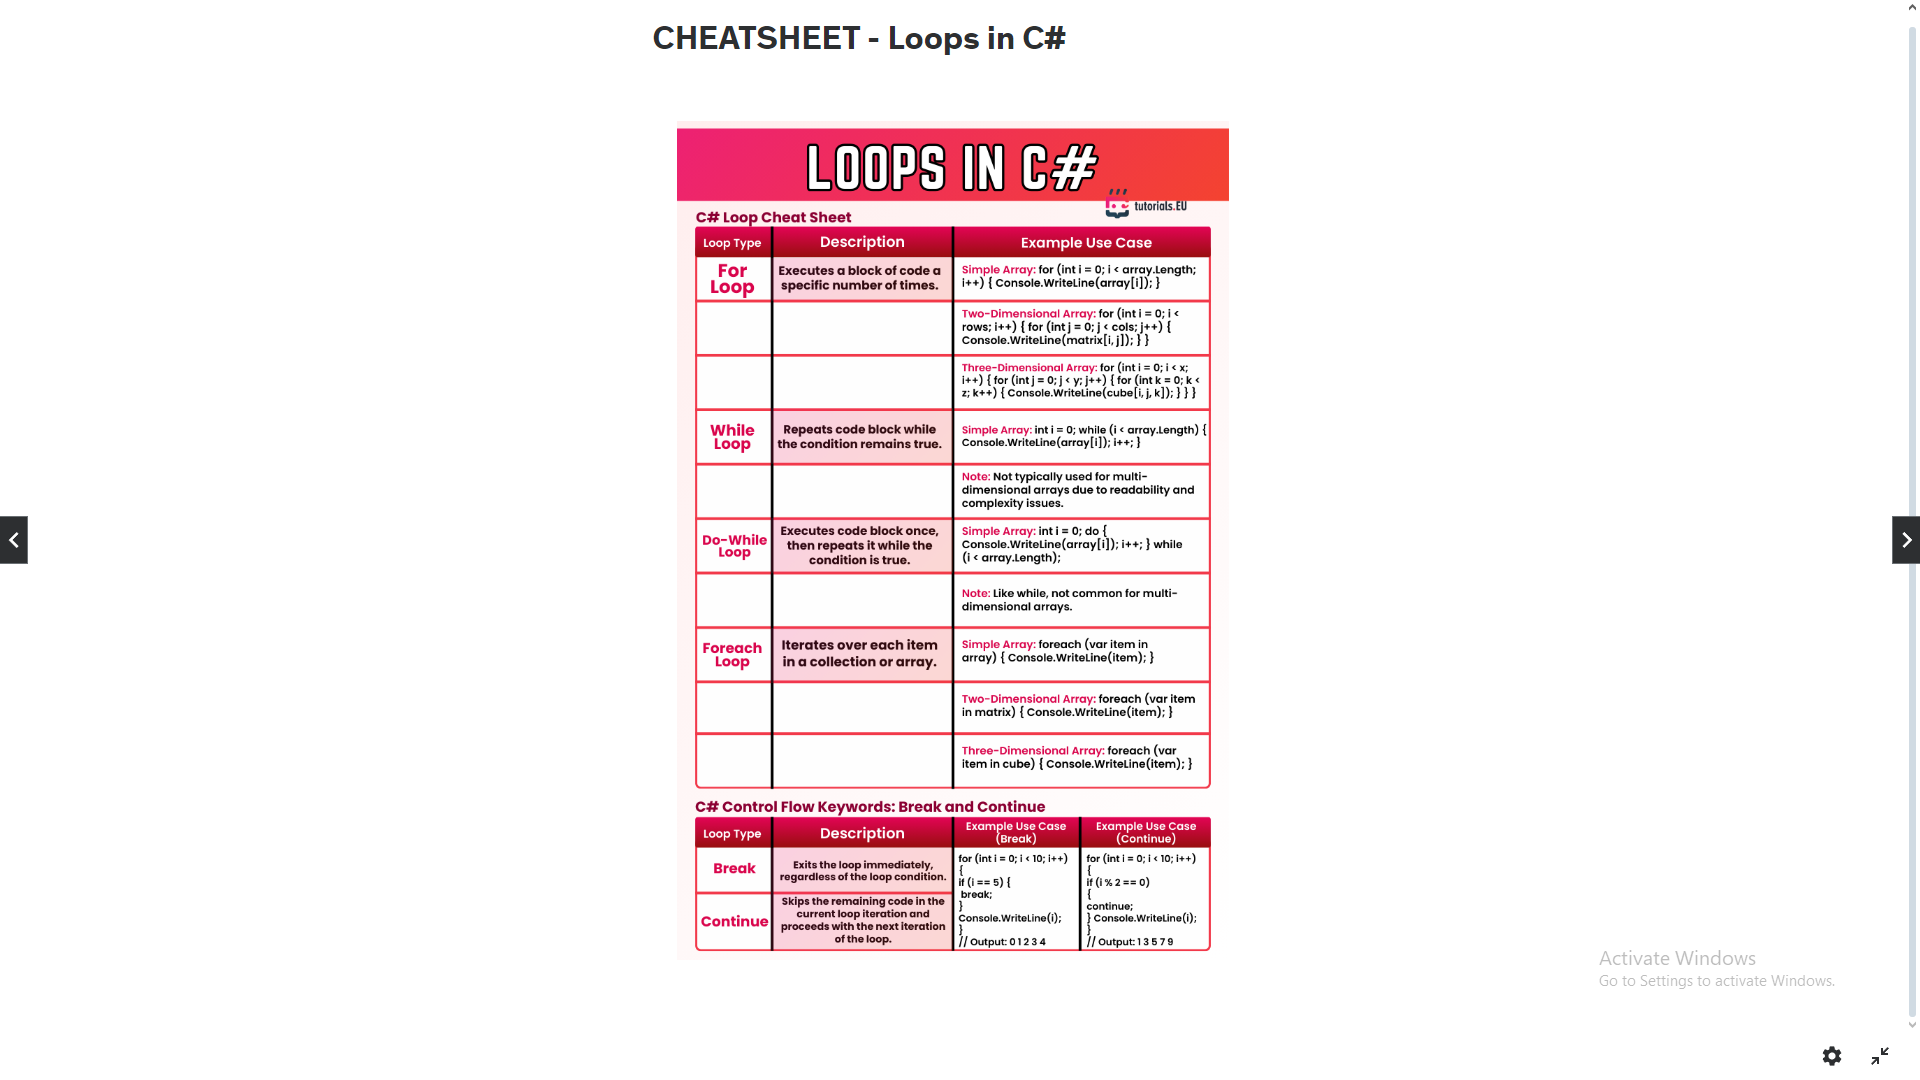 CHEATSHEET - Loops in C#
LOOPS IN C#
tutorials.EU
C# Loop Cheat Sheet
Loop Type Description Example Use Case
For
Loop
Executes a block of code a
specific number of times.
Simple Array: for (int i = 0; i < array.Length;
i++) { Console.WriteLine(array[i]); }
Two-Dimensional Array: for (int i = 0; i <
rows; i++) { for (int j = 0; j < cols; j++) {
Console.WriteLine(matrix[i, j]); } }
Three-Dimensional Array: for (int i = 0; i < x;
i++) { for (int j = 0; j < y; j++) { for (int k = 0; k <
z; k++) { Console.WriteLine(cube[i, j, k]); } } }
While
Loop
Repeats code block while
the condition remains true.
Simple Array: int i = 0; while (i < array.Length) {
Console.WriteLine(array[i]); i++; }
Note: Not typically used for multi-
dimensional arrays due to readability and
complexity issues.
Do-While
Loop
Executes code block once,
then repeats it while the
condition is true.
Simple Array: int i = 0; do {
Console.WriteLine(array[i]); i++; } while
(i < array.Length);
Note: Like while, not common for multi-
dimensional arrays.
Foreach
Loop
Iterates over each item
in a collection or array.
Simple Array: foreach (var item in
array) { Console.WriteLine(item); }
Two-Dimensional Array: foreach (var item
in matrix) { Console.WriteLine(item); }
Three-Dimensional Array: foreach (var
item in cube) { Console.WriteLine(item); }
C# Control Flow Keywords: Break and Continue
Loop Type Description
Example Use Case
(Break)
Example Use Case
(Continue)
Break
Exits the loop immediately,
regardless of the loop condition.
Continue
Skips the remaining code in the
current loop iteration and
proceeds with the next iteration
of the loop.
for (int i = 0; i < 10; i++)
{
if (i == 5) {
break;
}
Console.WriteLine(i);
}
// Output: 0 1 2 3 4
for (int i = 0; i < 10; i++)
{
if (i % 2 == 0)
{
continue;
} Console.WriteLine(i);
}
// Output: 1 3 5 7 9
Activate Windows
Go to Settings to activate Windows.